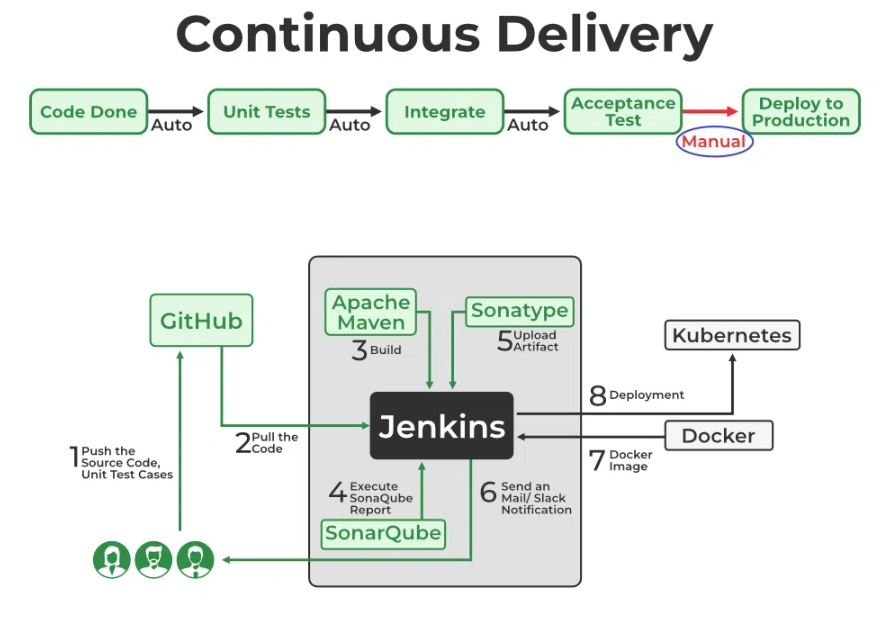 Continuous Delivery
Code Done
Auto
Unit Tests
Auto
Integrate
Auto
Acceptance
Test
Manual
Deploy to
Production
GitHub
Apache
Maven
3 Build
Sonatype
5 Upload
Artifact
Kubernetes
Jenkins
8 Deployment
Docker
7 Docker
Image
1 Push the
Source Code,
Unit Test Cases
2 Pull the
Code
4 Execute
SonaQube
Report
SonarQube
6 Send an
Mail/ Slack
Notification